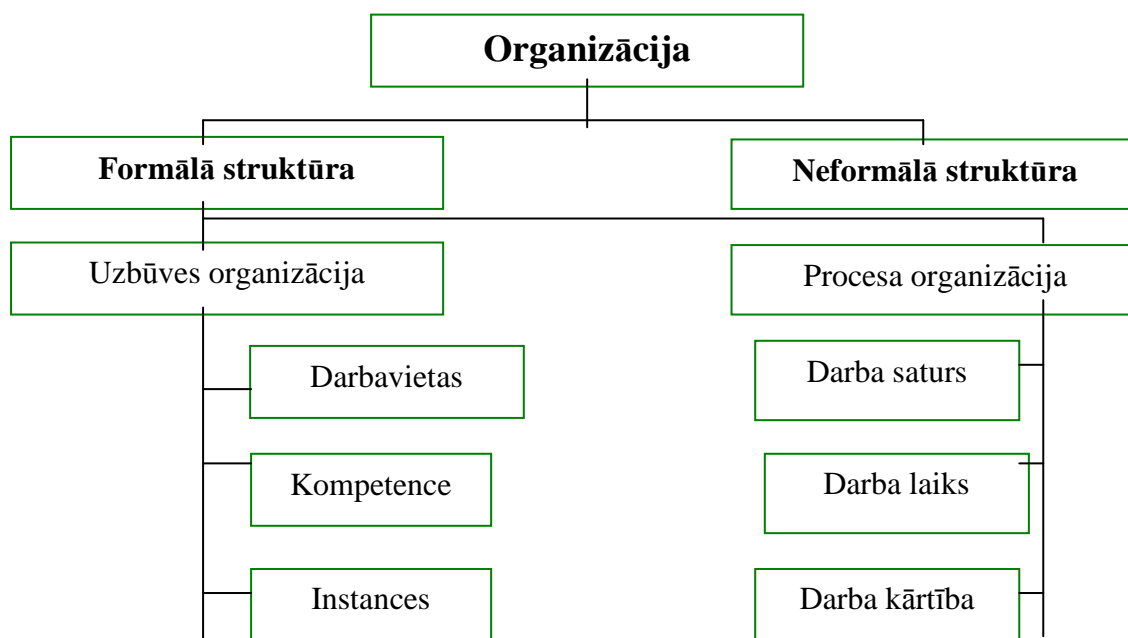 Organizācija
Formālā struktūra
Neformālā struktūra
Uzbūves organizācija
Procesa organizācija
Darbavietas
Darba saturs
Kompetence
Darba laiks
Instances
Darba kārtība